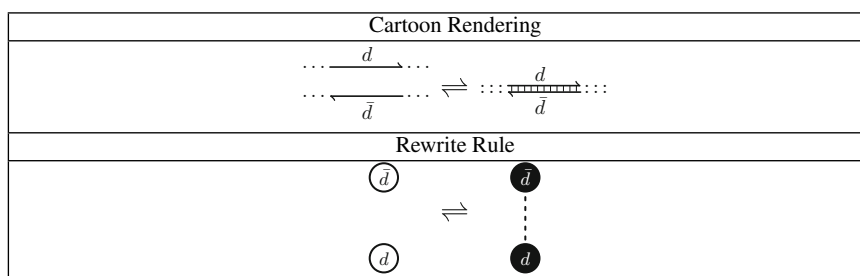 Cartoon Rendering
d
··· ··· d
··· ··· ⇌ ··· ···
d̄ d̄
Rewrite Rule
d̄ d̄
⇌
d d